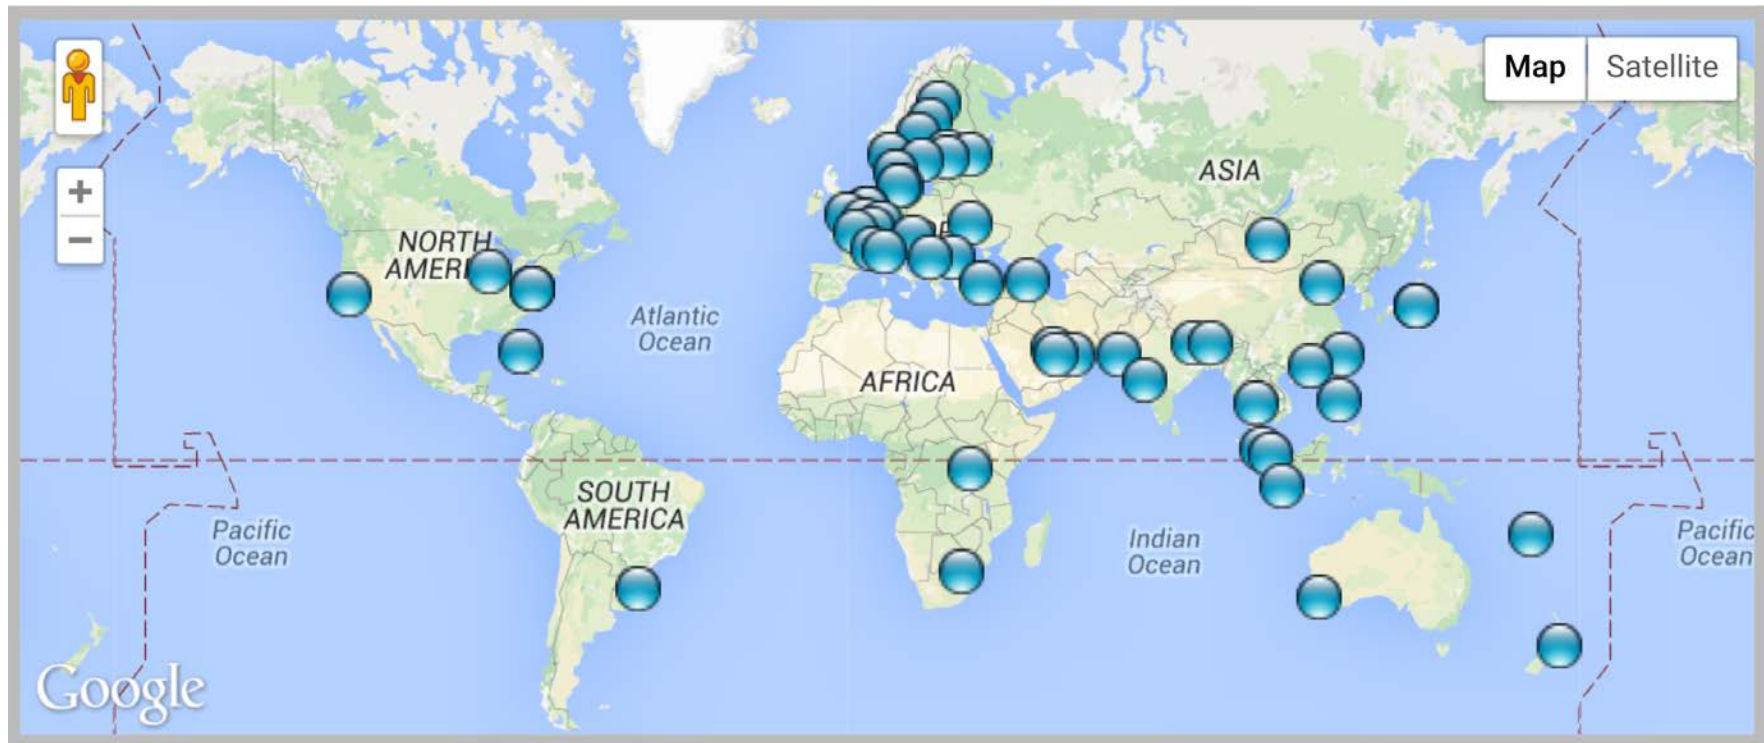 Map
Satellite
+
−
ASIA
NORTH
AMERI
E
Atlantic
Ocean
AFRICA
SOUTH
AMERICA
Pacific
Ocean
Indian
Ocean
Pacific
Ocean
Google